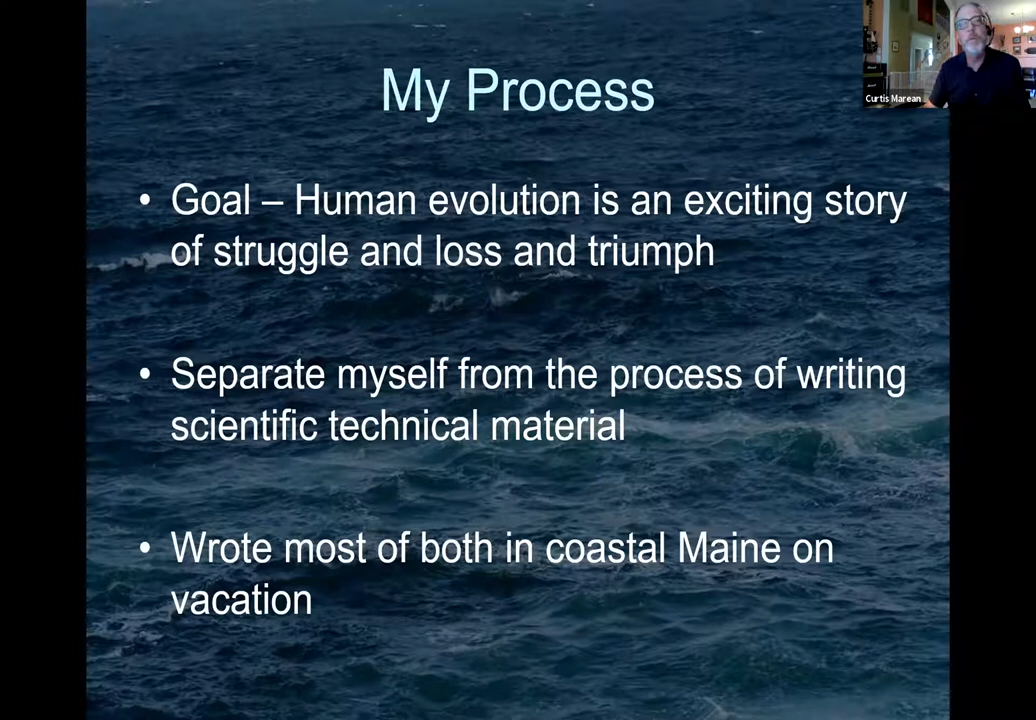 My Process
Curtis Marean
• Goal – Human evolution is an exciting story
of struggle and loss and triumph
• Separate myself from the process of writing
scientific technical material
• Wrote most of both in coastal Maine on
vacation